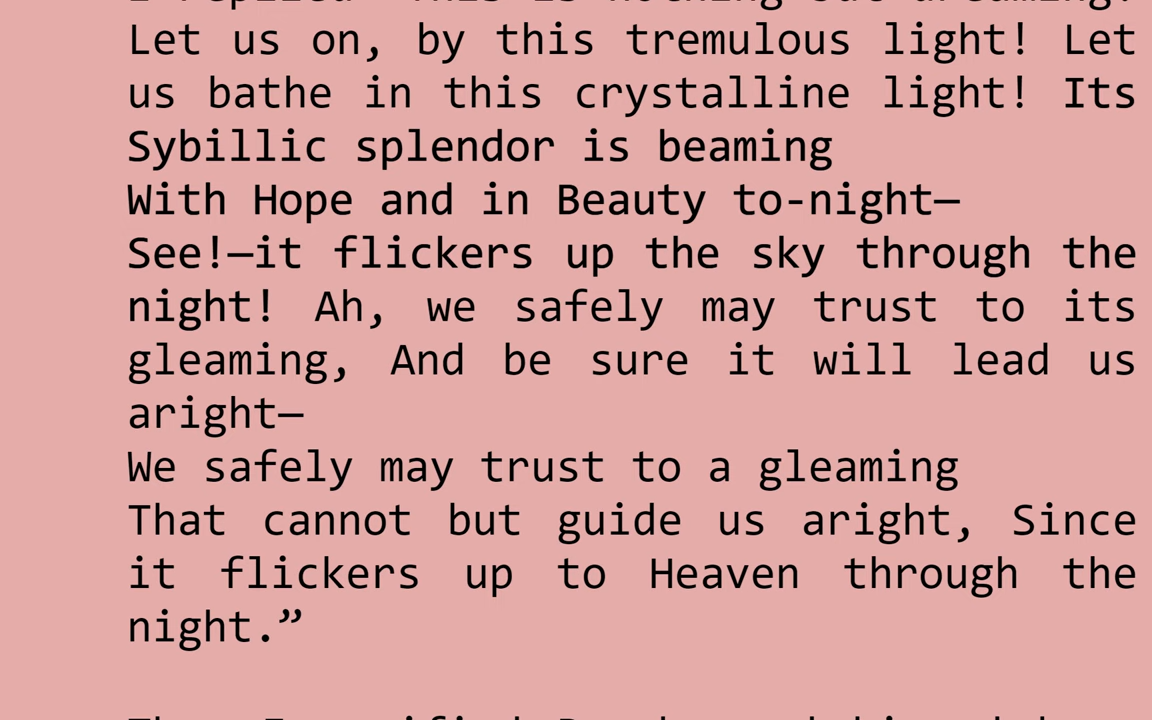 Let us on, by this tremulous light! Let
us bathe in this crystalline light! Its
Sybillic splendor is beaming
With Hope and in Beauty to-night—
See!—it flickers up the sky through the
night! Ah, we safely may trust to its
gleaming, And be sure it will lead us
aright—
We safely may trust to a gleaming
That cannot but guide us aright, Since
it flickers up to Heaven through the
night.”